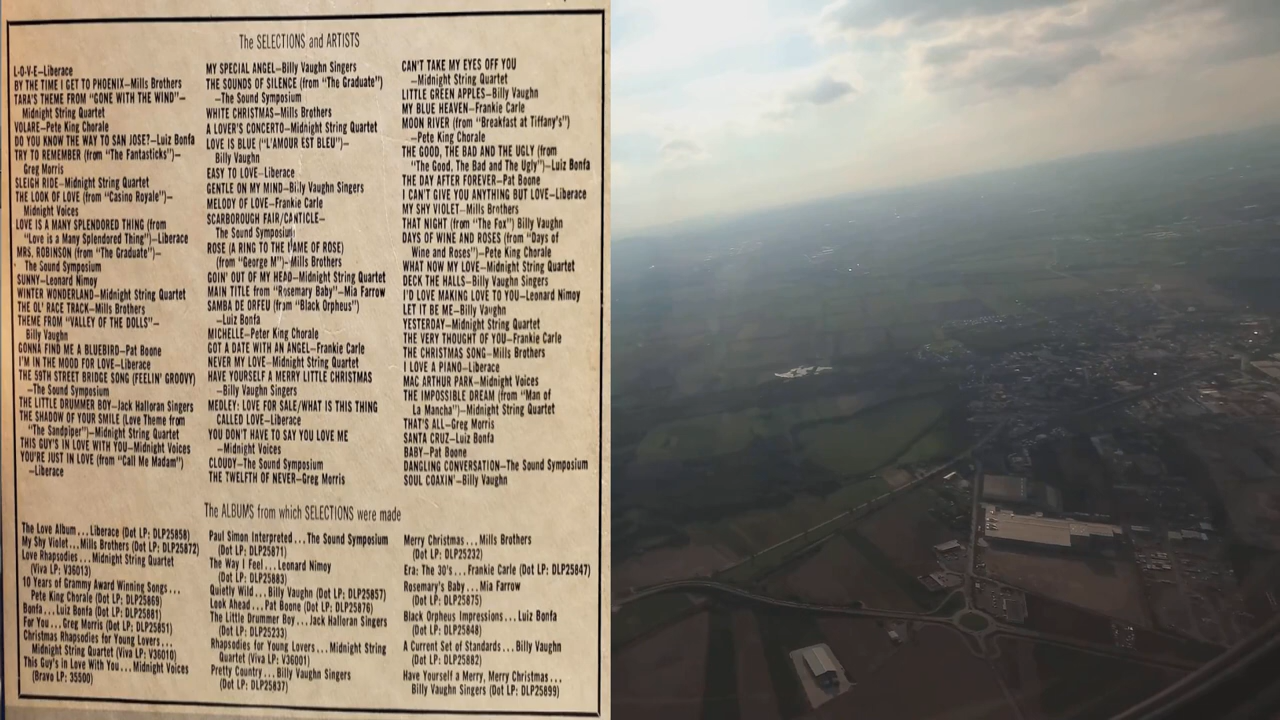 The SELECTIONS and ARTISTS
L-O-V-E—Liberace
BY THE TIME I GET TO PHOENIX—Mills Brothers
TARA'S THEME FROM "GONE WITH THE WIND"—
Midnight String Quartet
VOLARE—Pete King Chorale
DO YOU KNOW THE WAY TO SAN JOSE?—Luiz Bonfa
TRY TO REMEMBER (from "The Fantasticks")—
Greg Morris
SLEIGH RIDE—Midnight String Quartet
THE LOOK OF LOVE (from "Casino Royale")—
Midnight Voices
LOVE IS A MANY SPLENDORED THING (from
"Love is a Many Splendored Thing")—Liberace
MRS. ROBINSON (from "The Graduate")—
The Sound Symposium
SUNNY—Leonard Nimoy
WINTER WONDERLAND—Midnight String Quartet
THE OL' RACE TRACK—Mills Brothers
THEME FROM "VALLEY OF THE DOLLS"—
Billy Vaughn
GONNA FIND ME A BLUEBIRD—Pat Boone
I'M IN THE MOOD FOR LOVE—Liberace
THE 59TH STREET BRIDGE SONG (FEELIN' GROOVY)
—The Sound Symposium
THE LITTLE DRUMMER BOY—Jack Halloran Singers
THE SHADOW OF YOUR SMILE (Love Theme from
"The Sandpiper")—Midnight String Quartet
THIS GUY'S IN LOVE WITH YOU—Midnight Voices
YOU'RE JUST IN LOVE (from "Call Me Madam")
—Liberace
MY SPECIAL ANGEL—Billy Vaughn Singers
THE SOUNDS OF SILENCE (from "The Graduate")
—The Sound Symposium
WHITE CHRISTMAS—Mills Brothers
A LOVER'S CONCERTO—Midnight String Quartet
LOVE IS BLUE ("L'AMOUR EST BLEU")—
Billy Vaughn
EASY TO LOVE—Liberace
GENTLE ON MY MIND—Billy Vaughn Singers
MELODY OF LOVE—Frankie Carle
SCARBOROUGH FAIR/CANTICLE—
The Sound Symposium
ROSE (A RING TO THE NAME OF ROSE)
(from "George M")—Mills Brothers
GOIN' OUT OF MY HEAD—Midnight String Quartet
MAIN TITLE from "Rosemary Baby"—Mia Farrow
SAMBA DE ORFEU (from "Black Orpheus")
—Luiz Bonfa
MICHELLE—Peter King Chorale
GOT A DATE WITH AN ANGEL—Frankie Carle
NEVER MY LOVE—Midnight String Quartet
HAVE YOURSELF A MERRY LITTLE CHRISTMAS
—Billy Vaughn Singers
MEDLEY: LOVE FOR SALE/WHAT IS THIS THING
CALLED LOVE—Liberace
YOU DON'T HAVE TO SAY YOU LOVE ME
—Midnight Voices
CLOUDY—The Sound Symposium
THE TWELFTH OF NEVER—Greg Morris
CAN'T TAKE MY EYES OFF YOU
—Midnight String Quartet
LITTLE GREEN APPLES—Billy Vaughn
MY BLUE HEAVEN—Frankie Carle
MOON RIVER (from "Breakfast at Tiffany's")
—Pete King Chorale
THE GOOD, THE BAD AND THE UGLY (from
"The Good, The Bad and The Ugly")—Luiz Bonfa
THE DAY AFTER FOREVER—Pat Boone
I CAN'T GIVE YOU ANYTHING BUT LOVE—Liberace
MY SHY VIOLET—Mills Brothers
THAT NIGHT (from "The Fox") Billy Vaughn
DAYS OF WINE AND ROSES (from "Days of
Wine and Roses")—Pete King Chorale
WHAT NOW MY LOVE—Midnight String Quartet
DECK THE HALLS—Billy Vaughn Singers
I'D LOVE MAKING LOVE TO YOU—Leonard Nimoy
LET IT BE ME—Billy Vaughn
YESTERDAY—Midnight String Quartet
THE VERY THOUGHT OF YOU—Frankie Carle
THE CHRISTMAS SONG—Mills Brothers
I LOVE A PIANO—Liberace
MAC ARTHUR PARK—Midnight Voices
THE IMPOSSIBLE DREAM (from "Man of
La Mancha")—Midnight String Quartet
THAT'S ALL—Greg Morris
SANTA CRUZ—Luiz Bonfa
BABY—Pat Boone
DANGLING CONVERSATION—The Sound Symposium
SOUL COAXIN'—Billy Vaughn
The ALBUMS from which SELECTIONS were made
The Love Album . . . Liberace (Dot LP: DLP25858)
My Shy Violet . . . Mills Brothers (Dot LP: DLP25872)
Love Rhapsodies . . . Midnight String Quartet
(Viva LP: V36013)
10 Years of Grammy Award Winning Songs . . .
Pete King Chorale (Dot LP: DLP25869)
Bonfa . . . Luiz Bonfa (Dot LP: DLP25881)
For You . . . Greg Morris (Dot LP: DLP25851)
Christmas Rhapsodies for Young Lovers . . .
Midnight String Quartet (Viva LP: V36010)
This Guy's in Love With You . . . Midnight Voices
(Bravo LP: 35500)
Paul Simon Interpreted . . . The Sound Symposium
(Dot LP: DLP25871)
The Way I Feel . . . Leonard Nimoy
(Dot LP: DLP25883)
Quietly Wild . . . Billy Vaughn (Dot LP: DLP25857)
Look Ahead . . . Pat Boone (Dot LP: DLP25876)
The Little Drummer Boy . . . Jack Halloran Singers
(Dot LP: DLP25233)
Rhapsodies for Young Lovers . . . Midnight String
Quartet (Viva LP: V36001)
Pretty Country . . . Billy Vaughn Singers
(Dot LP: DLP25837)
Merry Christmas . . . Mills Brothers
(Dot LP: DLP25232)
Era: The 30's . . . Frankie Carle (Dot LP: DLP25847)
Rosemary's Baby . . . Mia Farrow
(Dot LP: DLP25875)
Black Orpheus Impressions . . . Luiz Bonfa
(Dot LP: DLP25848)
A Current Set of Standards . . . Billy Vaughn
(Dot LP: DLP25882)
Have Yourself a Merry, Merry Christmas . . .
Billy Vaughn Singers (Dot LP: DLP25899)